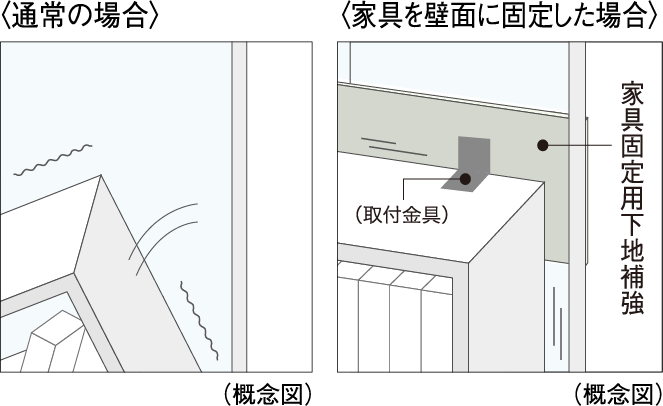 〈通常の場合〉
〈家具を壁面に固定した場合〉
家具固定用下地補強
（取付金具）
（概念図）
（概念図）